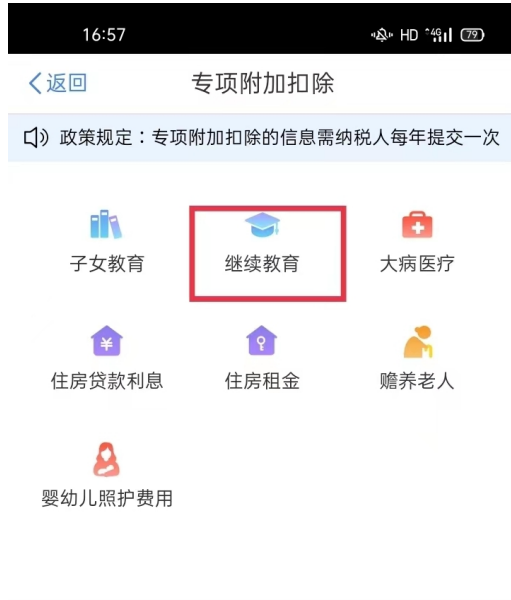 16:57
HD 4G 79
返回
专项附加扣除
政策规定：专项附加扣除的信息需纳税人每年提交一次
子女教育
继续教育
大病医疗
住房贷款利息
住房租金
赡养老人
婴幼儿照护费用